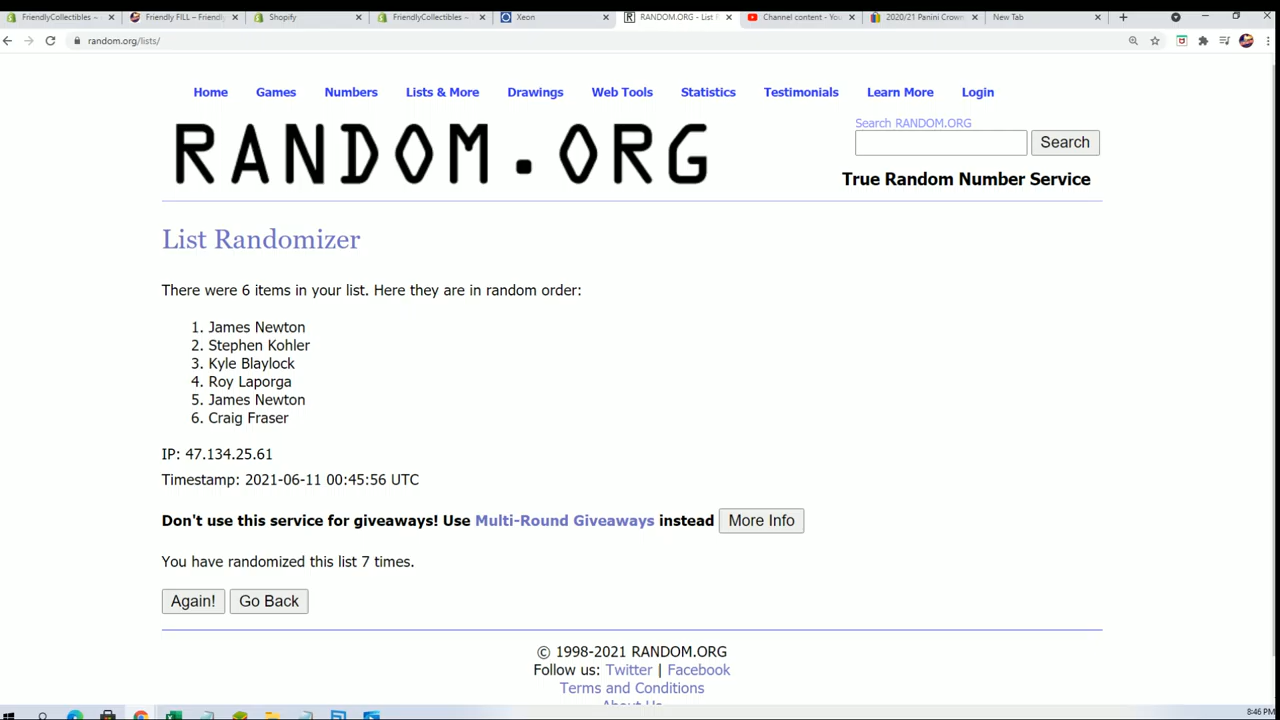 FriendlyCollectibles –
Friendly FILL – Friendly
Shopify
FriendlyCollectibles –
Xeon
RANDOM.ORG - List R
Channel content - You
2020/21 Panini Crown
New Tab
random.org/lists/
Home Games Numbers Lists & More Drawings Web Tools Statistics Testimonials Learn More Login
RANDOM.ORG
Search RANDOM.ORG
Search
True Random Number Service
List Randomizer
There were 6 items in your list. Here they are in random order:
1. James Newton
2. Stephen Kohler
3. Kyle Blaylock
4. Roy Laporga
5. James Newton
6. Craig Fraser
IP: 47.134.25.61
Timestamp: 2021-06-11 00:45:56 UTC
Don't use this service for giveaways! Use Multi-Round Giveaways instead More Info
You have randomized this list 7 times.
Again! Go Back
© 1998-2021 RANDOM.ORG
Follow us: Twitter | Facebook
Terms and Conditions
About Us
8:46 PM